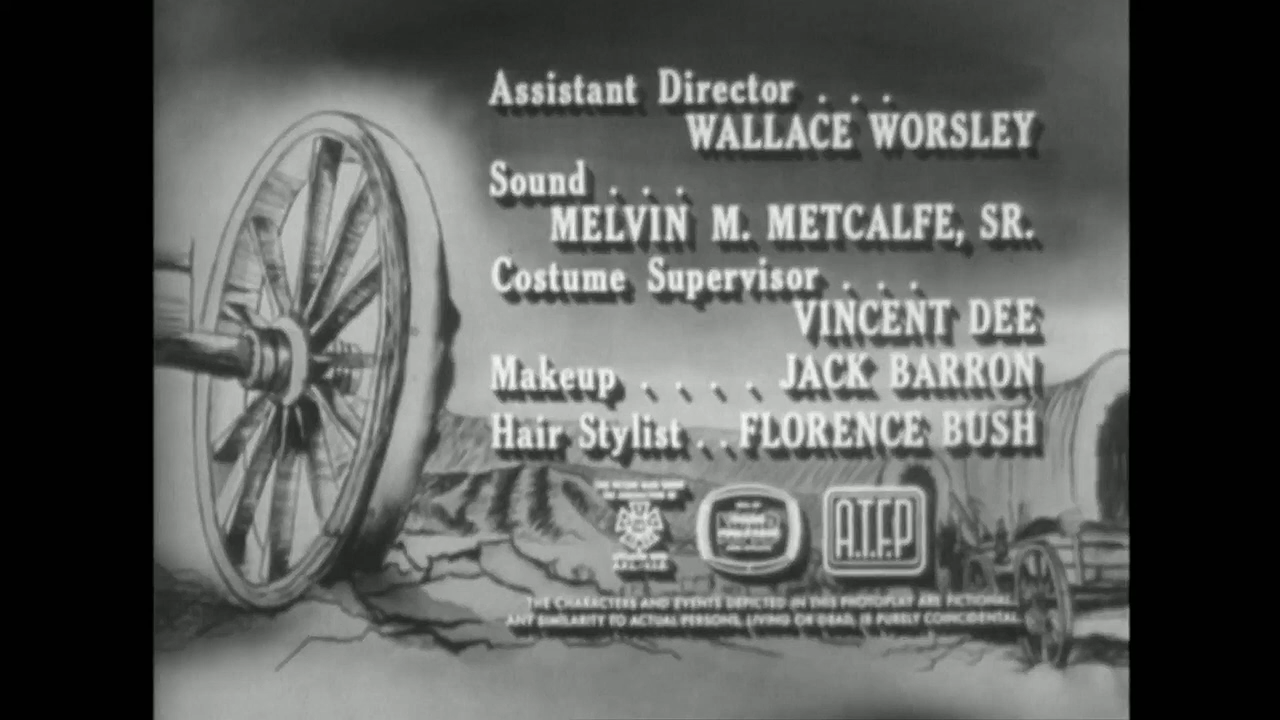 Assistant Director . . .
WALLACE WORSLEY
Sound . . .
MELVIN M. METCALFE, SR.
Costume Supervisor . . .
VINCENT DEE
Makeup . . . . JACK BARRON
Hair Stylist . . FLORENCE BUSH
A.T.F.P
THE CHARACTERS AND EVENTS DEPICTED IN THIS PHOTOPLAY ARE FICTIONAL.
ANY SIMILARITY TO ACTUAL PERSONS, LIVING OR DEAD, IS PURELY COINCIDENTAL.